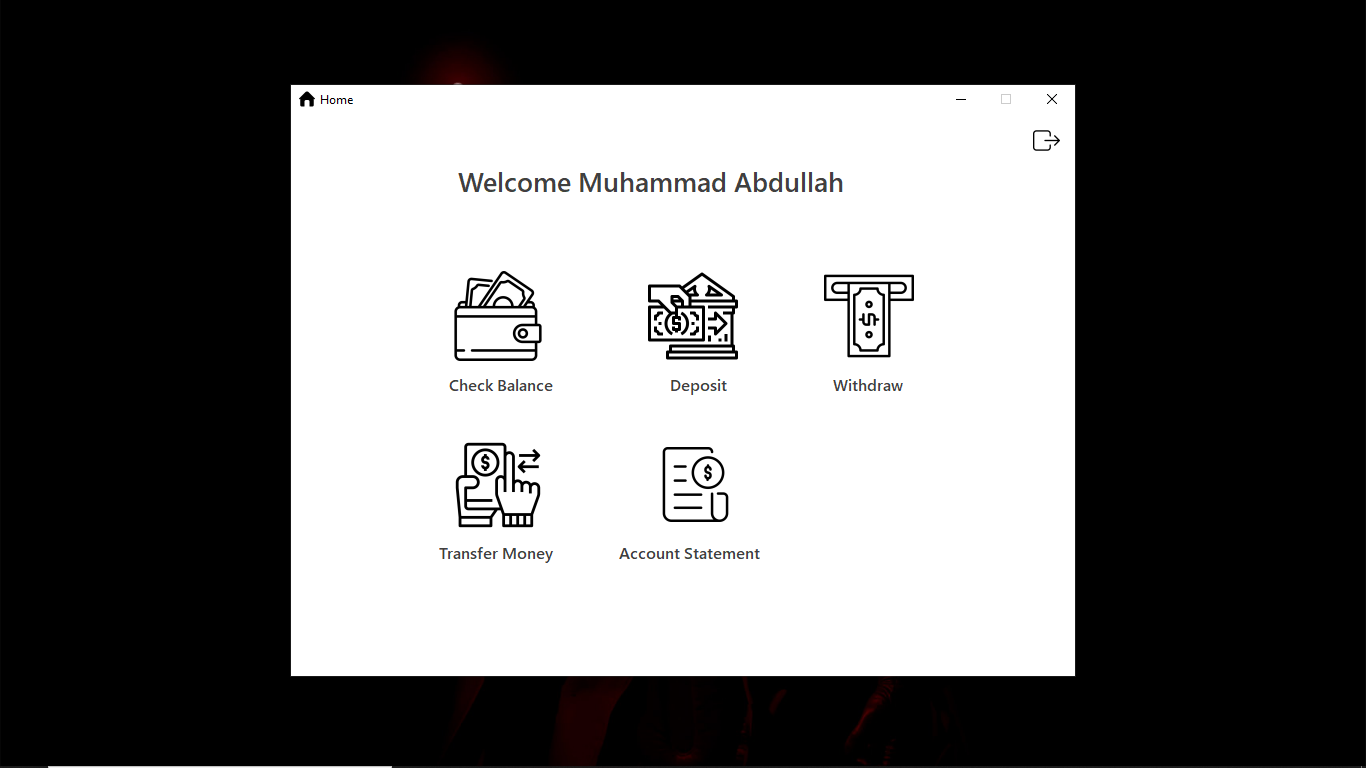 Home
Welcome Muhammad Abdullah
Check Balance
Deposit
Withdraw
Transfer Money
Account Statement